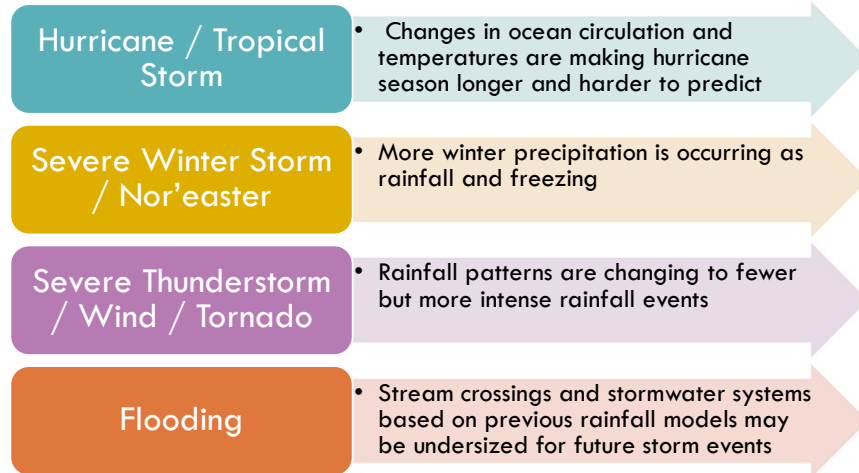 Hurricane / Tropical
Storm
• Changes in ocean circulation and
temperatures are making hurricane
season longer and harder to predict
Severe Winter Storm
/ Nor’easter
• More winter precipitation is occurring as
rainfall and freezing
Severe Thunderstorm
/ Wind / Tornado
• Rainfall patterns are changing to fewer
but more intense rainfall events
Flooding
• Stream crossings and stormwater systems
based on previous rainfall models may
be undersized for future storm events